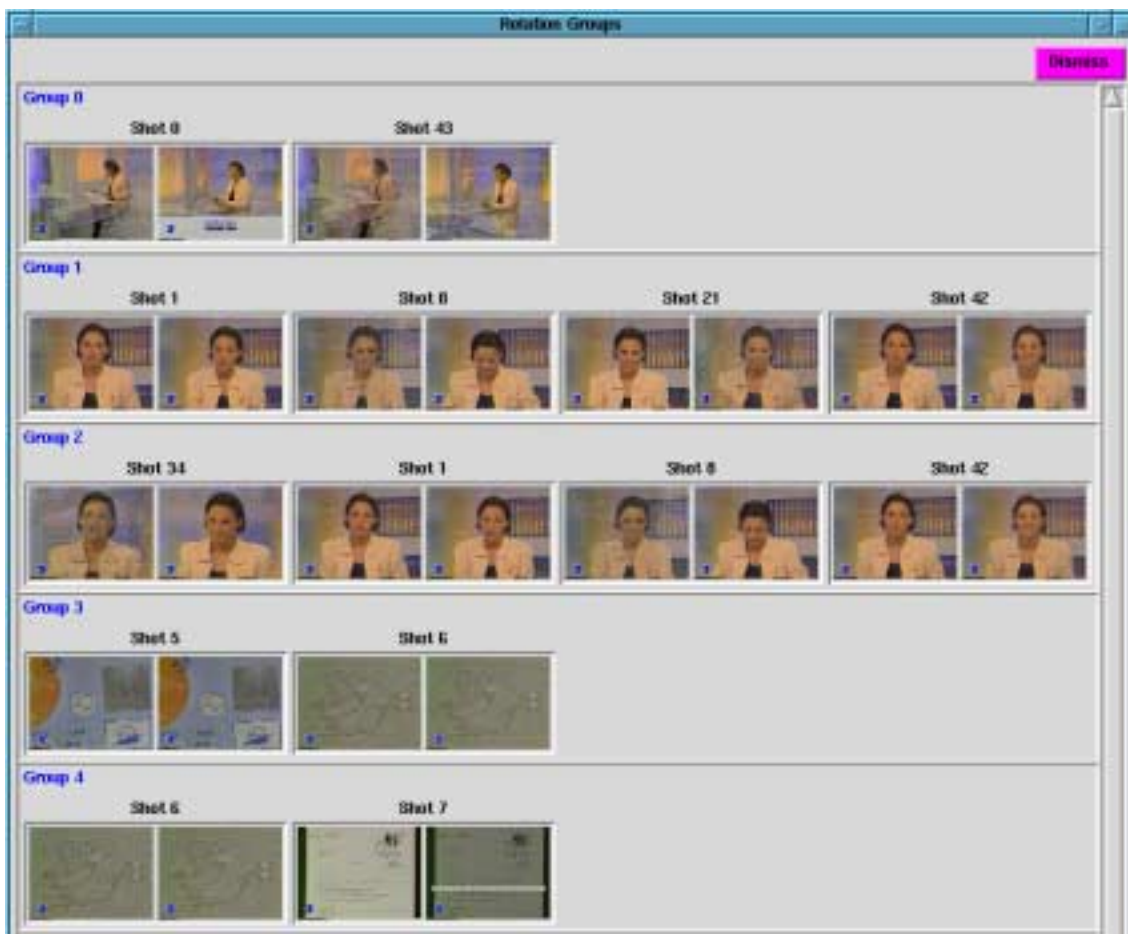 Rotation Groups
Dismiss
Group 0
Shot 0 Shot 43
Group 1
Shot 1 Shot 8 Shot 21 Shot 42
Group 2
Shot 34 Shot 1 Shot 8 Shot 42
Group 3
Shot 5 Shot 6
Group 4
Shot 6 Shot 7